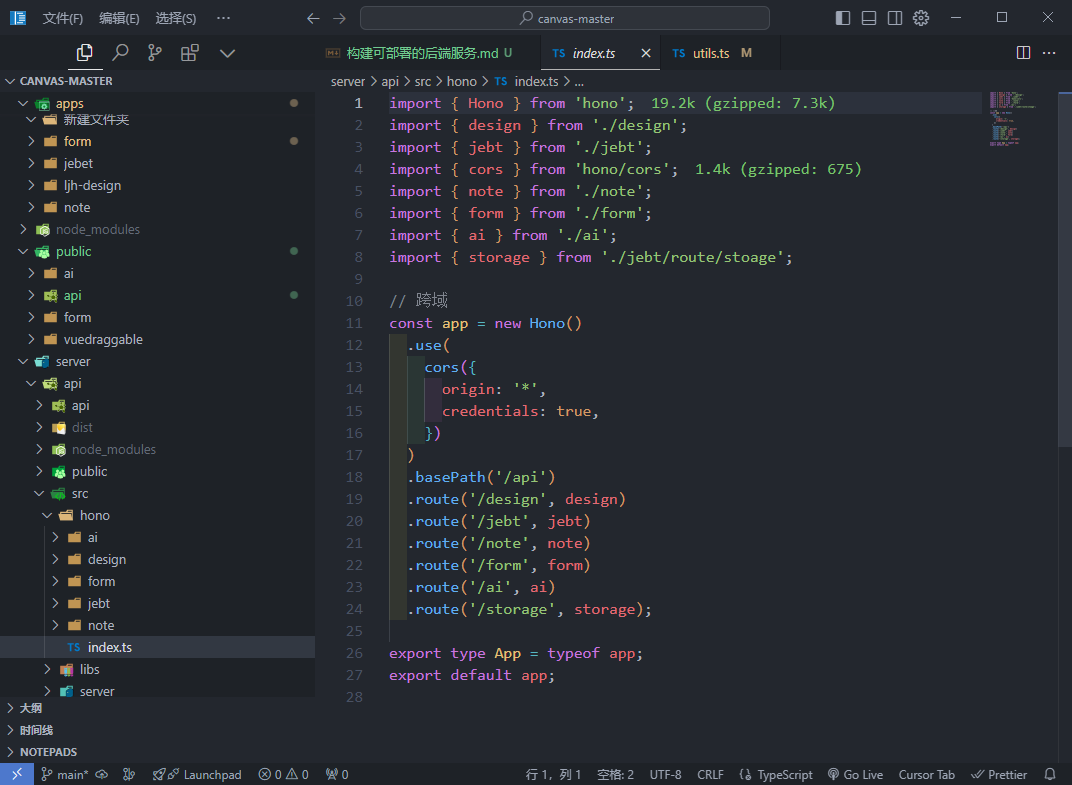 文件(F) 编辑(E) 选择(S) ··· canvas-master
构建可部署的后端服务.md U TS index.ts TS utils.ts M
CANVAS-MASTER
apps
新建文件夹
form
jebet
ljh-design
note
node_modules
public
ai
api
form
vuedraggable
server
api
api
dist
node_modules
public
src
hono
ai
design
form
jebt
note
TS index.ts
libs
server
大纲
时间线
NOTEPADS
server > api > src > hono > TS index.ts > ...
1 import { Hono } from 'hono'; 19.2k (gzipped: 7.3k)
2 import { design } from './design';
3 import { jebt } from './jebt';
4 import { cors } from 'hono/cors'; 1.4k (gzipped: 675)
5 import { note } from './note';
6 import { form } from './form';
7 import { ai } from './ai';
8 import { storage } from './jebt/route/stoage';
9
10 // 跨域
11 const app = new Hono()
12 .use(
13 cors({
14 origin: '*',
15 credentials: true,
16 })
17 )
18 .basePath('/api')
19 .route('/design', design)
20 .route('/jebt', jebt)
21 .route('/note', note)
22 .route('/form', form)
23 .route('/ai', ai)
24 .route('/storage', storage);
25
26 export type App = typeof app;
27 export default app;
28
main* Launchpad 0 0 0 行 1，列 1 空格: 2 UTF-8 CRLF {} TypeScript Go Live Cursor Tab Prettier